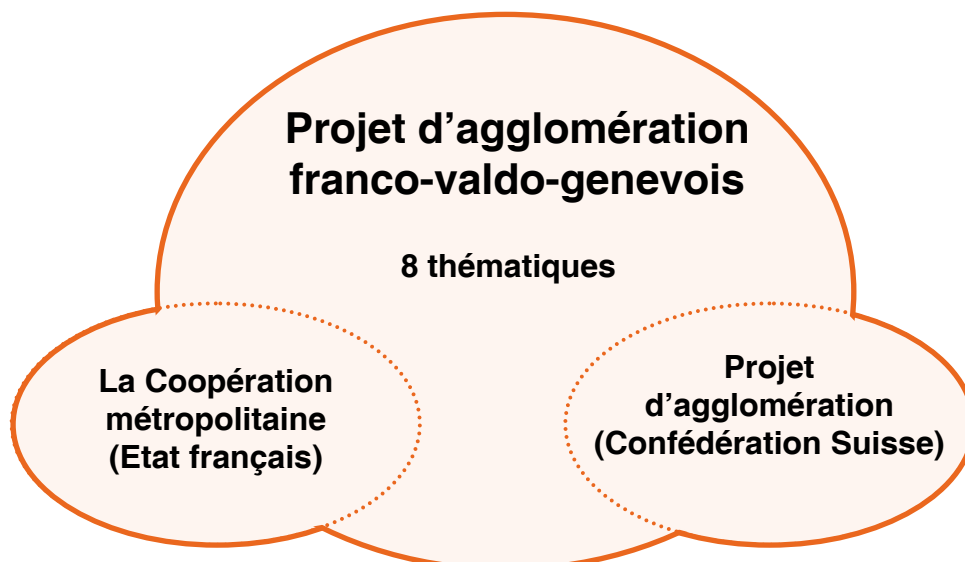 Projet d'agglomération
franco-valdo-genevois
8 thématiques
La Coopération
métropolitaine
(Etat français)
Projet
d'agglomération
(Confédération Suisse)